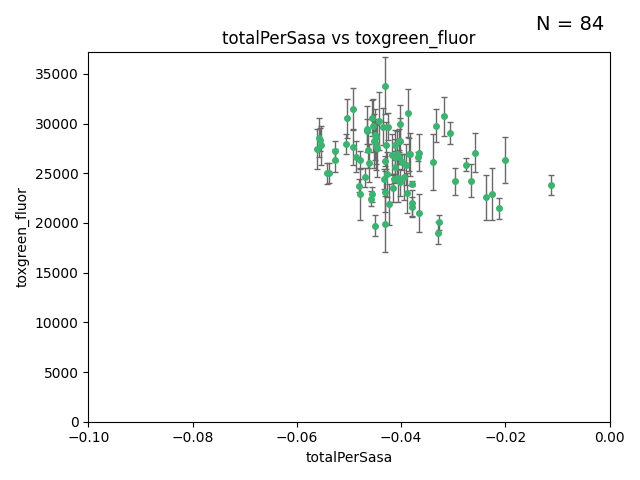 N = 84
totalPerSasa vs toxgreen_fluor
toxgreen_fluor
35000
30000
25000
20000
15000
10000
5000
0
−0.10 −0.08 −0.06 −0.04 −0.02 0.00
totalPerSasa